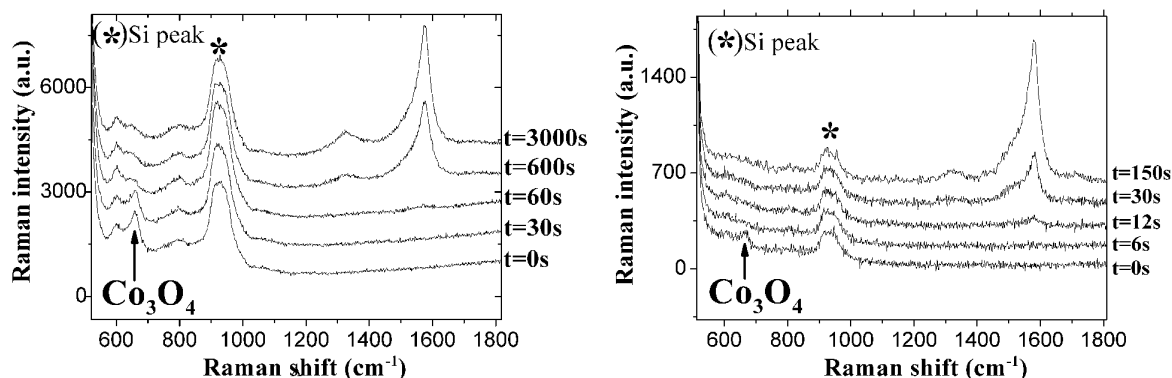 (*)Si peak
*
Raman intensity (a.u.)
6000
3000
0
t=3000s
t=600s
t=60s
t=30s
t=0s
Co₃O₄
600 800 1000 1200 1400 1600 1800
Raman shift (cm⁻¹)
(*)Si peak
*
Raman intensity (a.u.)
1400
700
0
t=150s
t=30s
t=12s
t=6s
t=0s
Co₃O₄
600 800 1000 1200 1400 1600 1800
Raman shift (cm⁻¹)